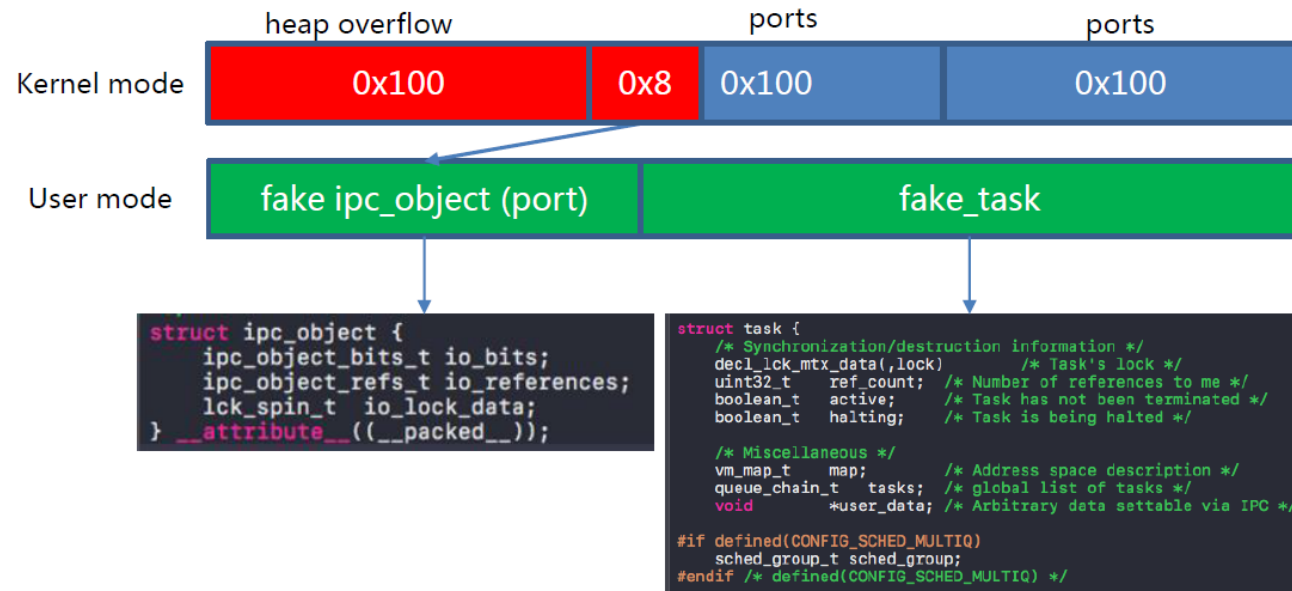 heap overflow
ports
ports
Kernel mode
0x100
0x8
0x100
0x100
User mode
fake ipc_object (port)
fake_task
struct ipc_object {
ipc_object_bits_t io_bits;
ipc_object_refs_t io_references;
lck_spin_t io_lock_data;
} __attribute__((__packed__));
struct task {
/* Synchronization/destruction information */
decl_lck_mtx_data(,lock) /* Task's lock */
uint32_t ref_count; /* Number of references to me */
boolean_t active; /* Task has not been terminated */
boolean_t halting; /* Task is being halted */
/* Miscellaneous */
vm_map_t map; /* Address space description */
queue_chain_t tasks; /* global list of tasks */
void *user_data; /* Arbitrary data settable via IPC */
#if defined(CONFIG_SCHED_MULTIQ)
sched_group_t sched_group;
#endif /* defined(CONFIG_SCHED_MULTIQ) */